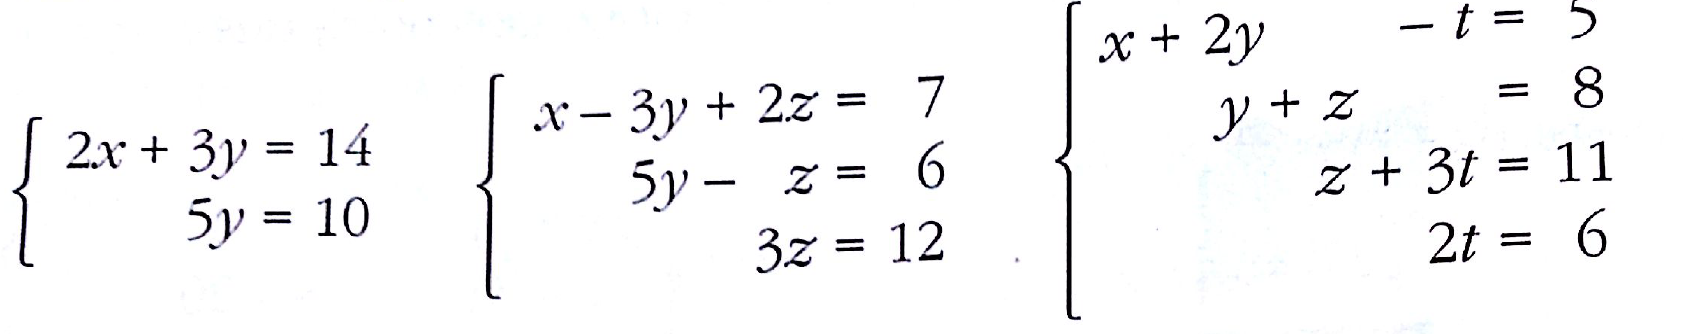 2x + 3y = 14
5y = 10
x − 3y + 2z = 7
5y − z = 6
3z = 12
x + 2y − t = 5
y + z = 8
z + 3t = 11
2t = 6